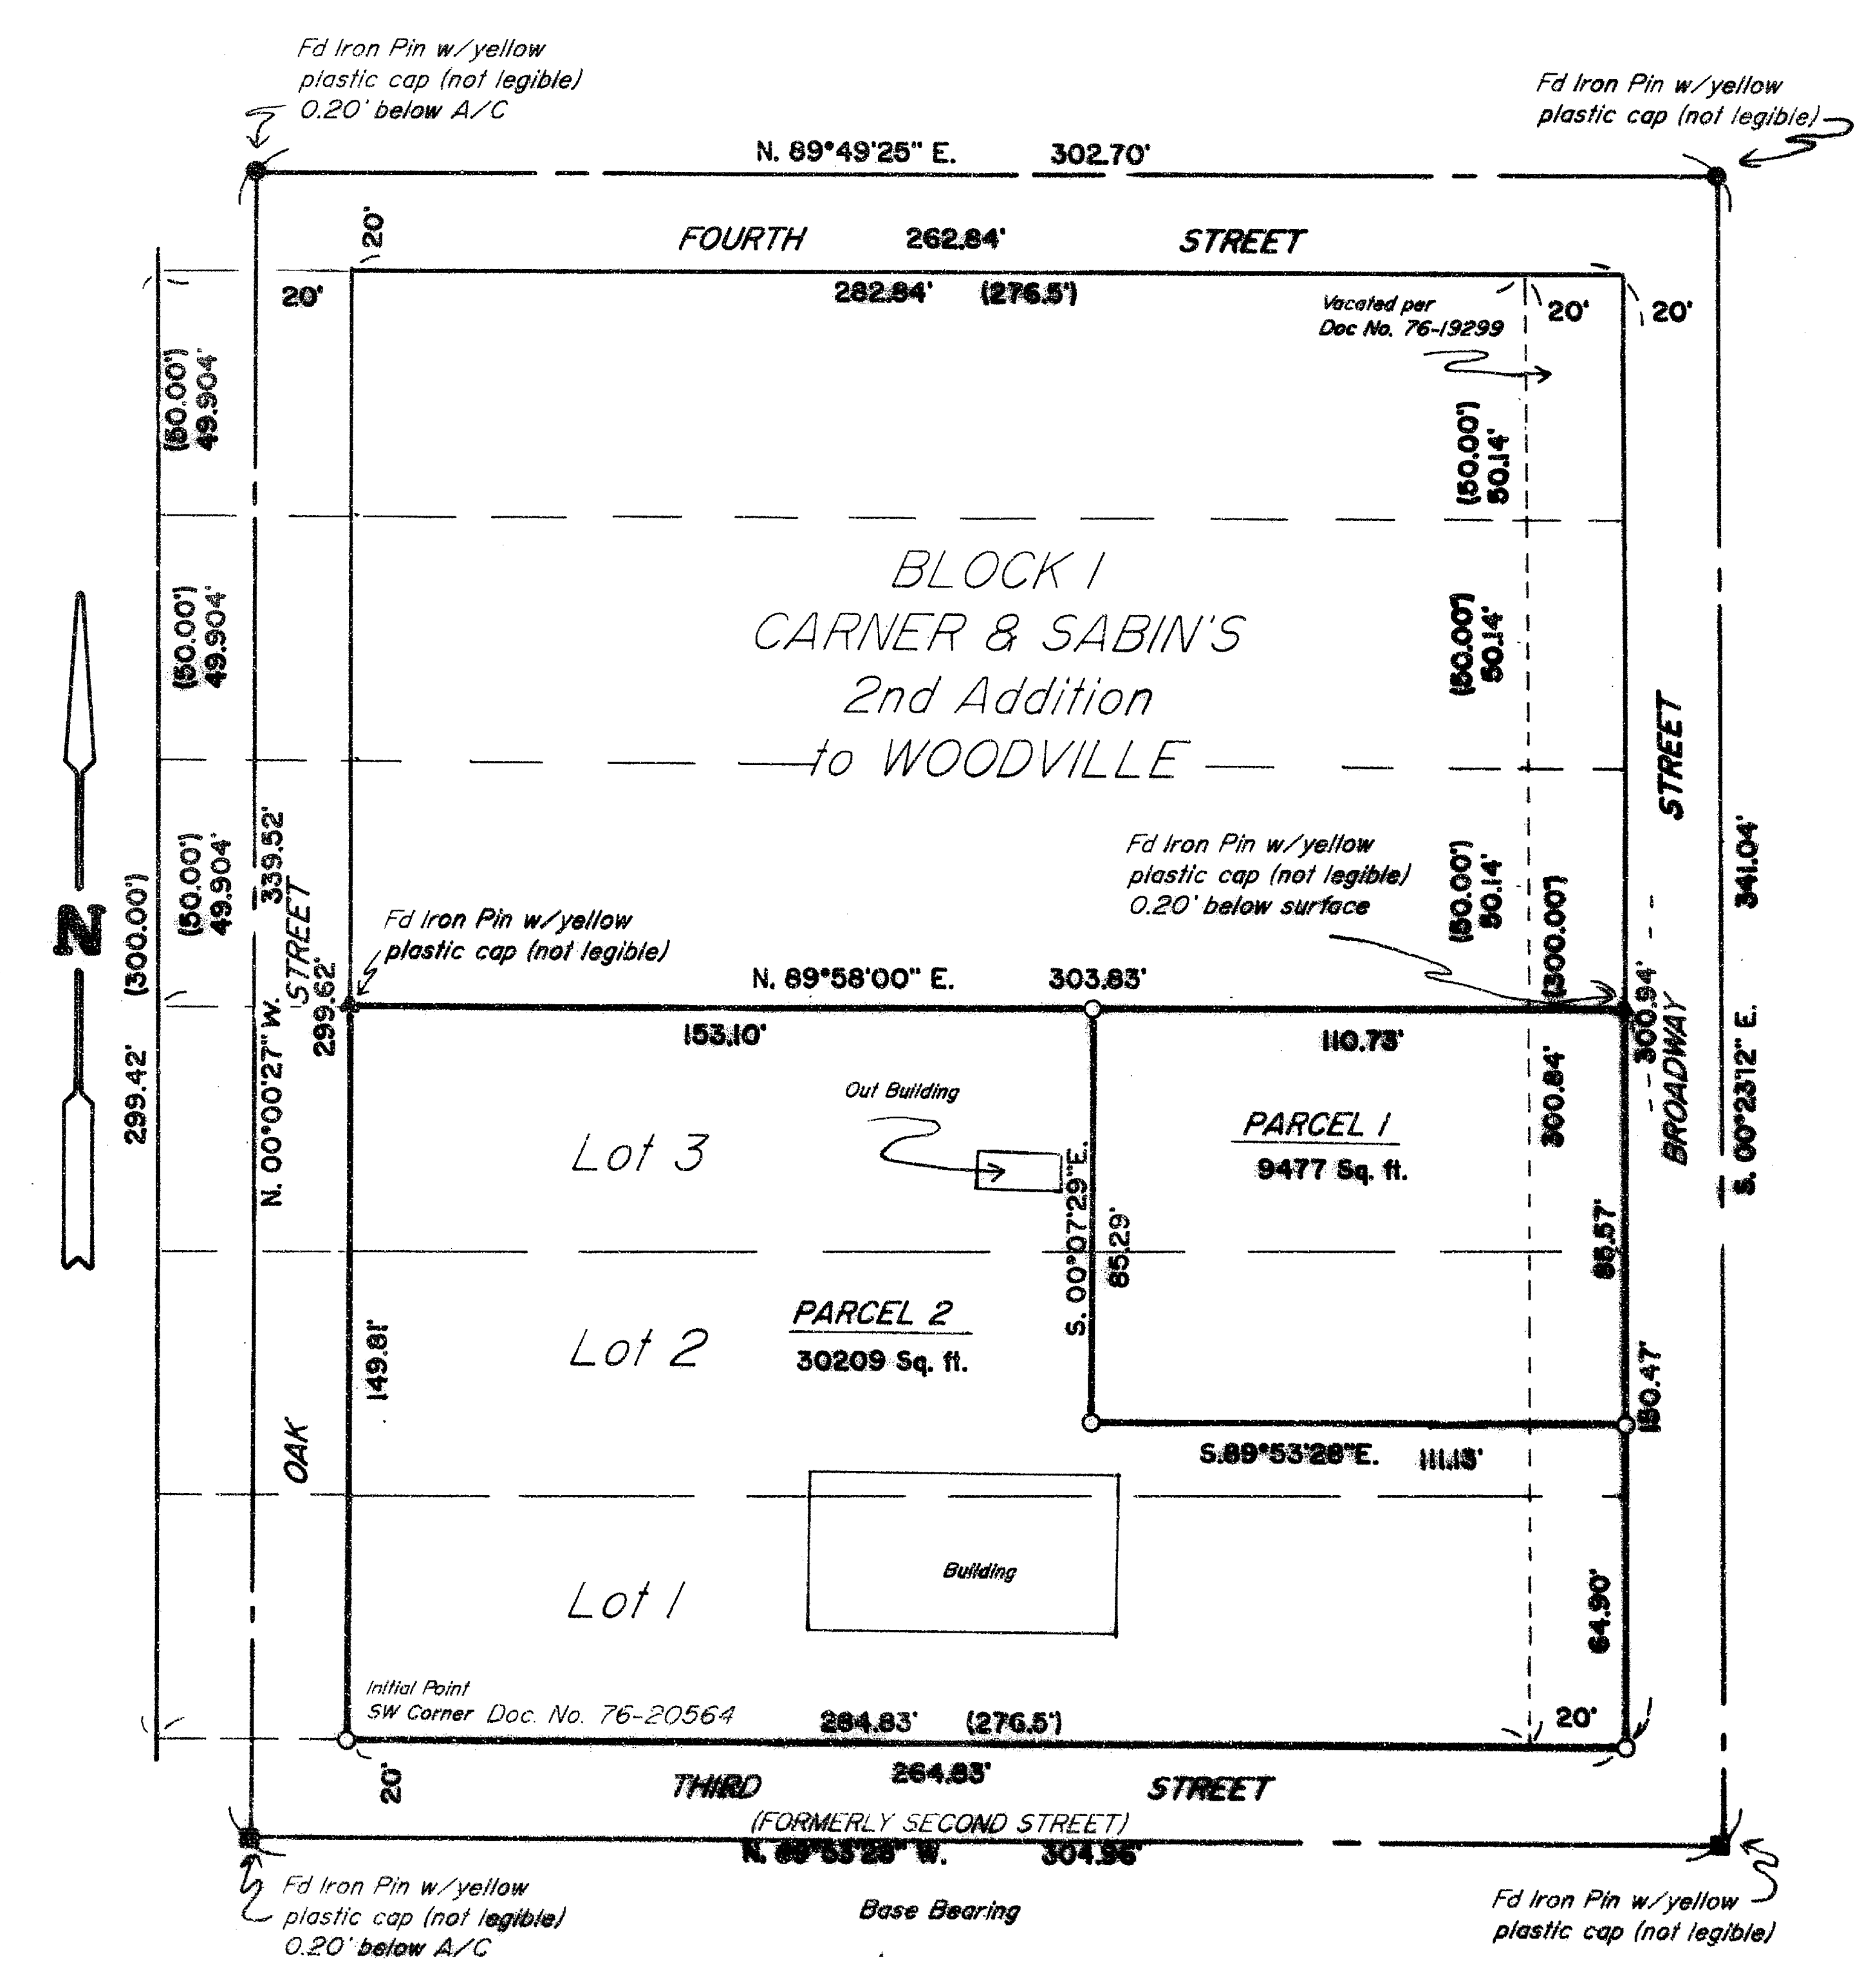 Fd Iron Pin w/yellow
plastic cap (not legible)
0.20' below A/C
Fd Iron Pin w/yellow
plastic cap (not legible)
N. 89°49'25" E. 302.70'
20'
FOURTH 262.84' STREET
20'
282.84' (276.5')
Vacated per
Doc No. 76-19299
20'
20'
(50.00')
49.904'
(50.00')
50.14'
BLOCK 1
CARNER & SABIN'S
2nd Addition
to WOODVILLE
(50.00')
49.904'
(50.00')
50.14'
STREET
(50.00')
49.904'
339.52'
STREET
(300.00')
299.62'
N. 00°00'27" W.
299.42'
Fd Iron Pin w/yellow
plastic cap (not legible)
0.20' below surface
(50.00')
50.14'
(300.00')
341.04'
Fd Iron Pin w/yellow
plastic cap (not legible)
N. 89°58'00" E. 303.83'
N
153.10'
110.73'
300.94'
300.84'
BROADWAY
S. 00°23'12" E.
Out Building
Lot 3
PARCEL 1
9477 Sq. ft.
S. 00°07'29" E.
85.29'
85.57'
PARCEL 2
30209 Sq. ft.
Lot 2
149.81'
150.47'
OAK
S. 89°53'28" E. 111.13'
Building
Lot 1
64.90'
Initial Point
SW Corner Doc. No. 76-20564
284.83' (276.5')
20'
20'
THIRD 264.83' STREET
(FORMERLY SECOND STREET)
N. 89°53'28" W. 304.96'
Fd Iron Pin w/yellow
plastic cap (not legible)
0.20' below A/C
Base Bearing
Fd Iron Pin w/yellow
plastic cap (not legible)